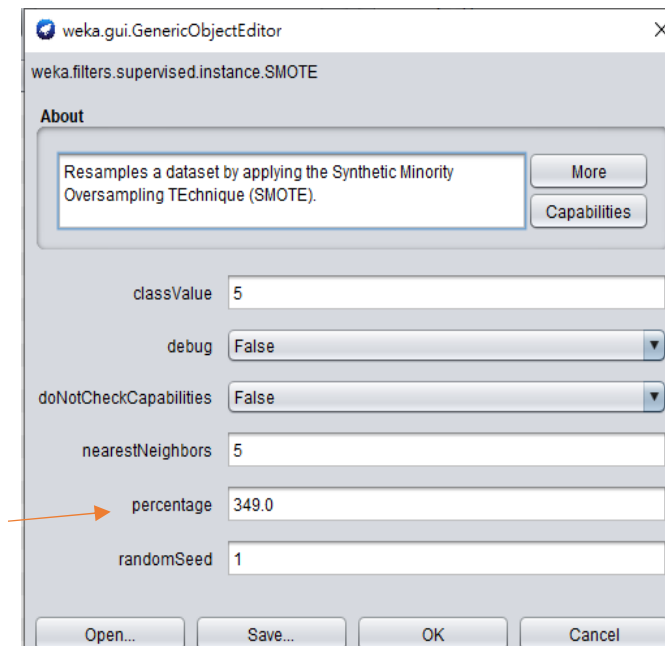 weka.gui.GenericObjectEditor
weka.filters.supervised.instance.SMOTE
About
Resamples a dataset by applying the Synthetic Minority
Oversampling TEchnique (SMOTE).
More
Capabilities
classValue 5
debug False
doNotCheckCapabilities False
nearestNeighbors 5
percentage 349.0
randomSeed 1
Open... Save... OK Cancel